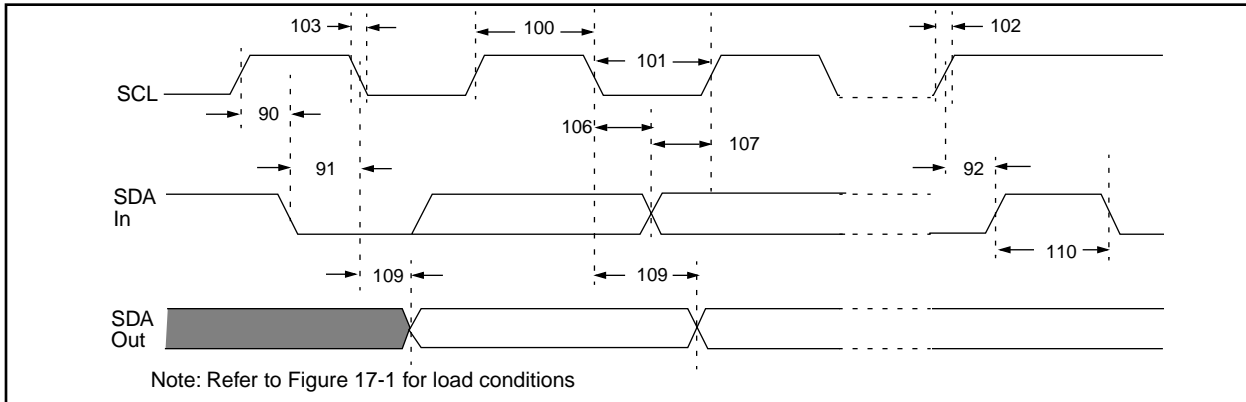 103
100
102
101
SCL
90
106
107
91
92
SDA
In
109
109
110
SDA
Out
Note: Refer to Figure 17-1 for load conditions